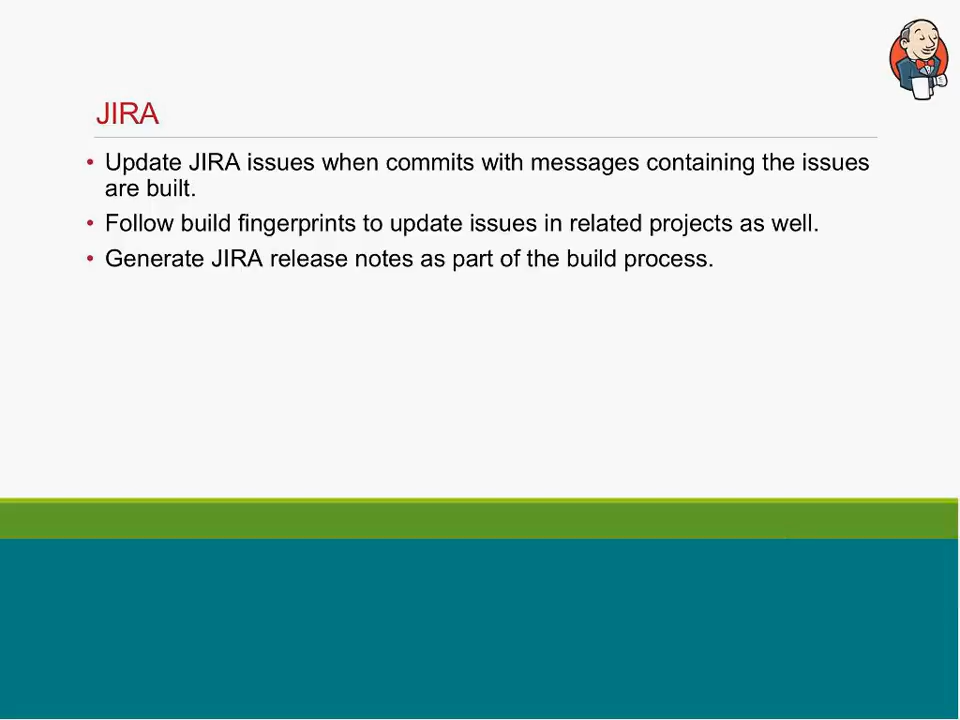 JIRA
• Update JIRA issues when commits with messages containing the issues
are built.
• Follow build fingerprints to update issues in related projects as well.
• Generate JIRA release notes as part of the build process.